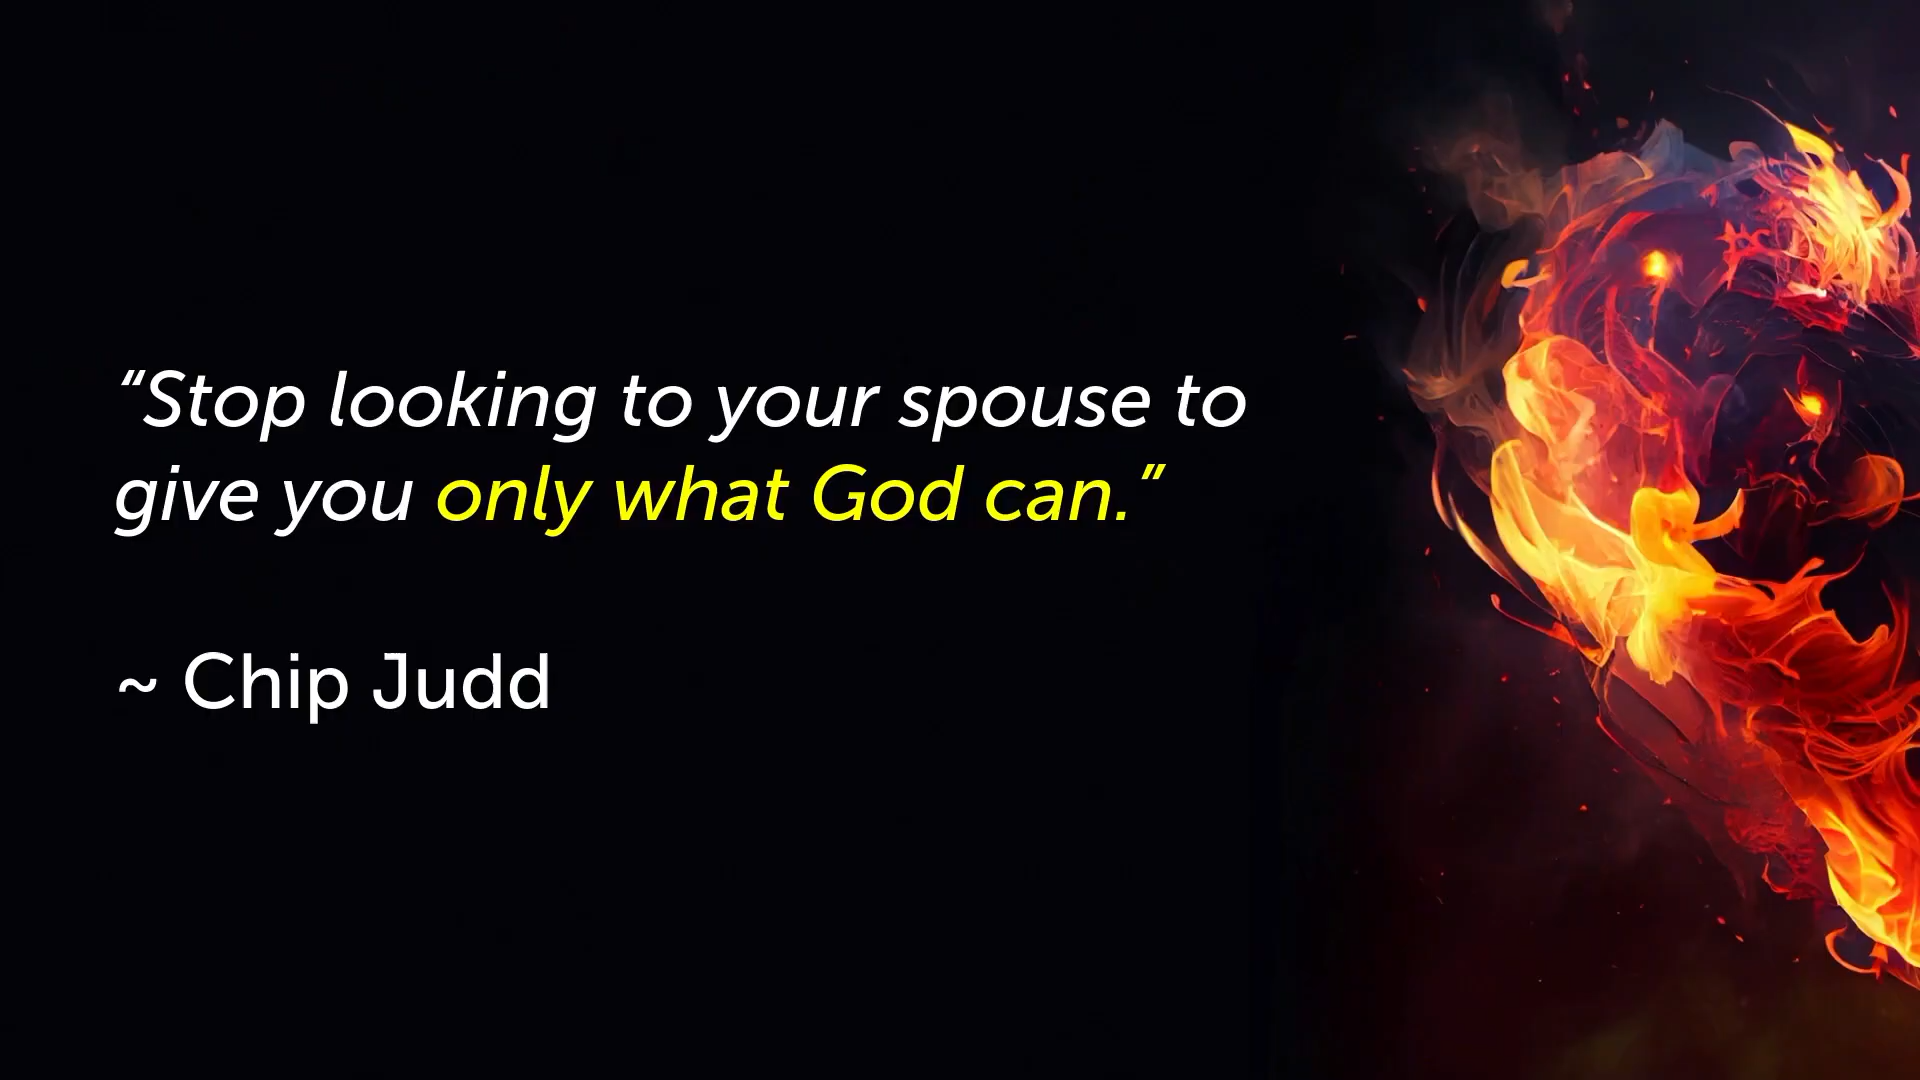 “Stop looking to your spouse to
give you only what God can.”
~ Chip Judd